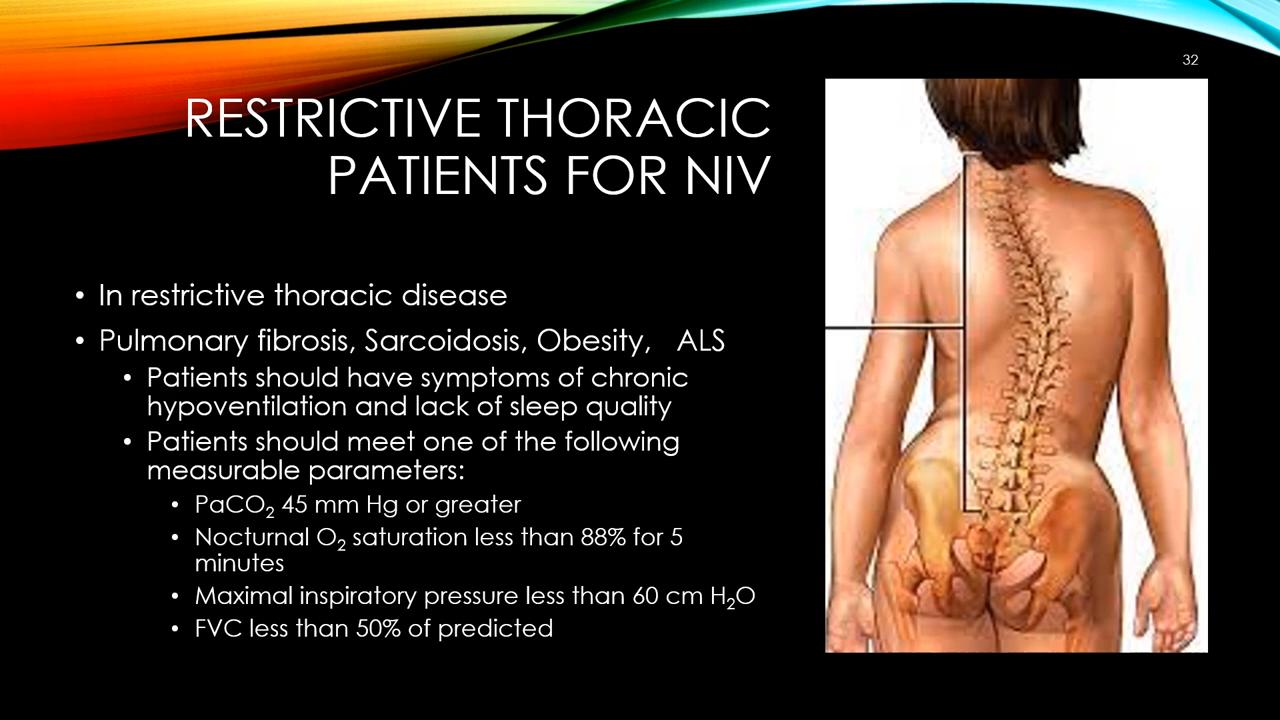 32
RESTRICTIVE THORACIC
PATIENTS FOR NIV
• In restrictive thoracic disease
• Pulmonary fibrosis, Sarcoidosis, Obesity, ALS
• Patients should have symptoms of chronic
hypoventilation and lack of sleep quality
• Patients should meet one of the following
measurable parameters:
• PaCO₂ 45 mm Hg or greater
• Nocturnal O₂ saturation less than 88% for 5
minutes
• Maximal inspiratory pressure less than 60 cm H₂O
• FVC less than 50% of predicted